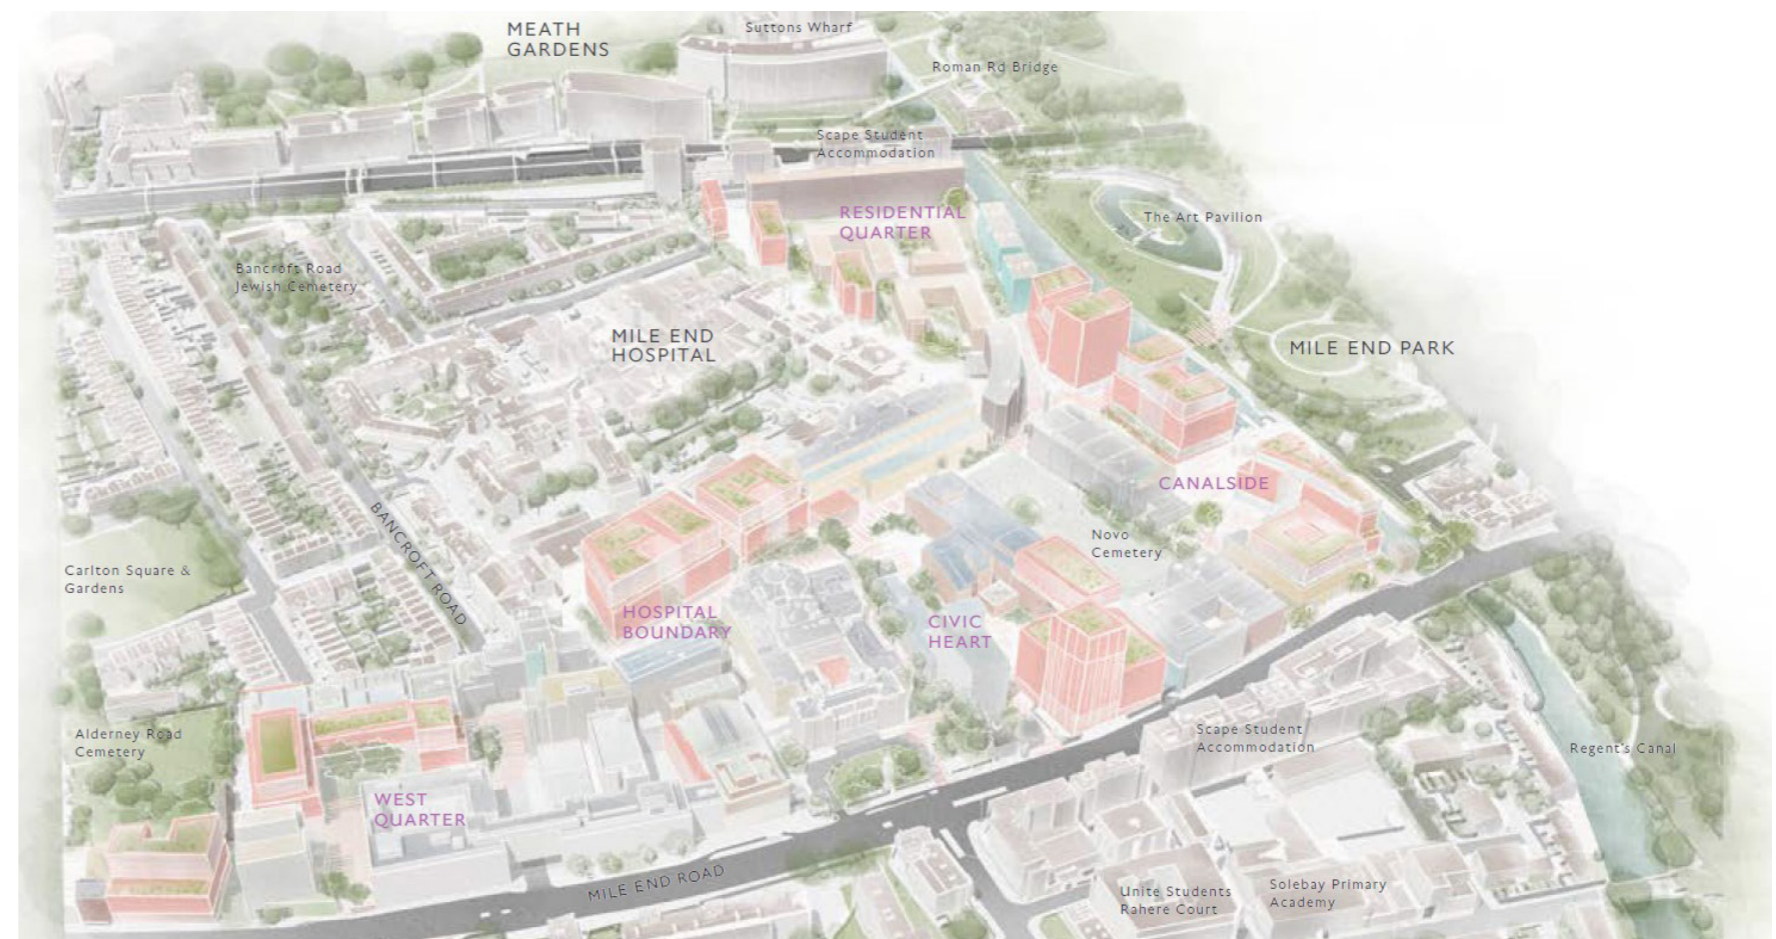 MEATH
GARDENS
Suttons Wharf
Roman Rd Bridge
Scape Student
Accommodation
RESIDENTIAL
QUARTER
The Art Pavilion
Bancroft Road
Jewish Cemetery
MILE END
HOSPITAL
MILE END PARK
CANALSIDE
BANCROFT ROAD
Novo
Cemetery
Carlton Square &
Gardens
HOSPITAL
BOUNDARY
CIVIC
HEART
Alderney Road
Cemetery
Scape Student
Accommodation
Regent's Canal
WEST
QUARTER
MILE END ROAD
Unite Students
Rahere Court
Solebay Primary
Academy